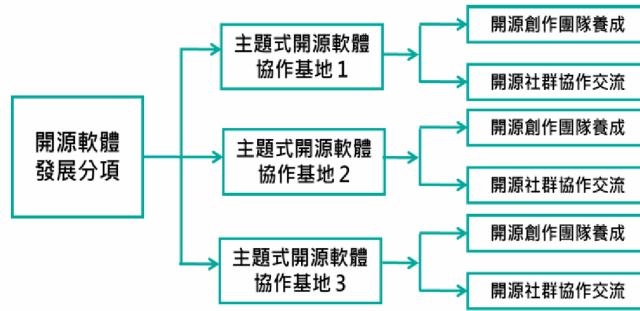 開源軟體
發展分項
主題式開源軟體
協作基地 1
開源創作團隊養成
開源社群協作交流
主題式開源軟體
協作基地 2
開源創作團隊養成
開源社群協作交流
主題式開源軟體
協作基地 3
開源創作團隊養成
開源社群協作交流